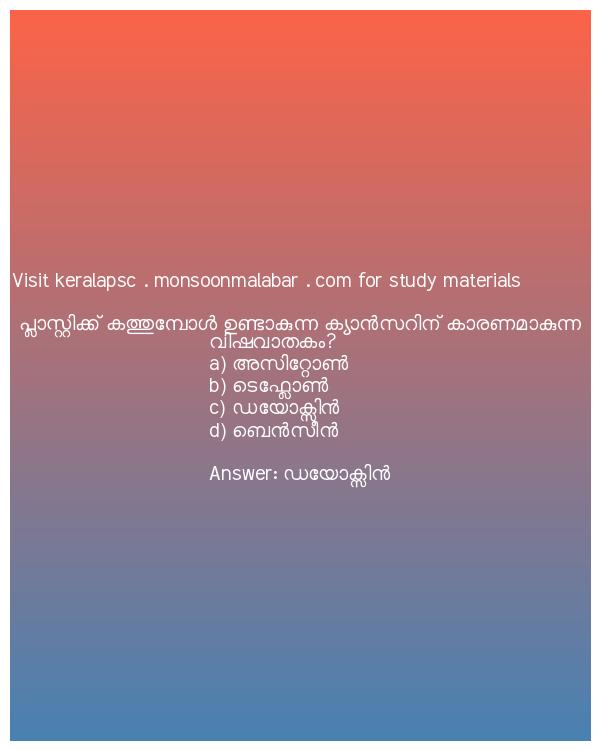 Visit keralapsc . monsoonmalabar . com for study materials
പ്ലാസ്റ്റിക്ക് കത്തുമ്പോൾ ഉണ്ടാകുന്ന ക്യാൻസറിന് കാരണമാകുന്ന
വിഷവാതകം?
a) അസിറ്റോൺ
b) ടെഫ്ലോൺ
c) ഡയോക്സിൻ
d) ബെൻസീൻ
Answer: ഡയോക്സിൻ